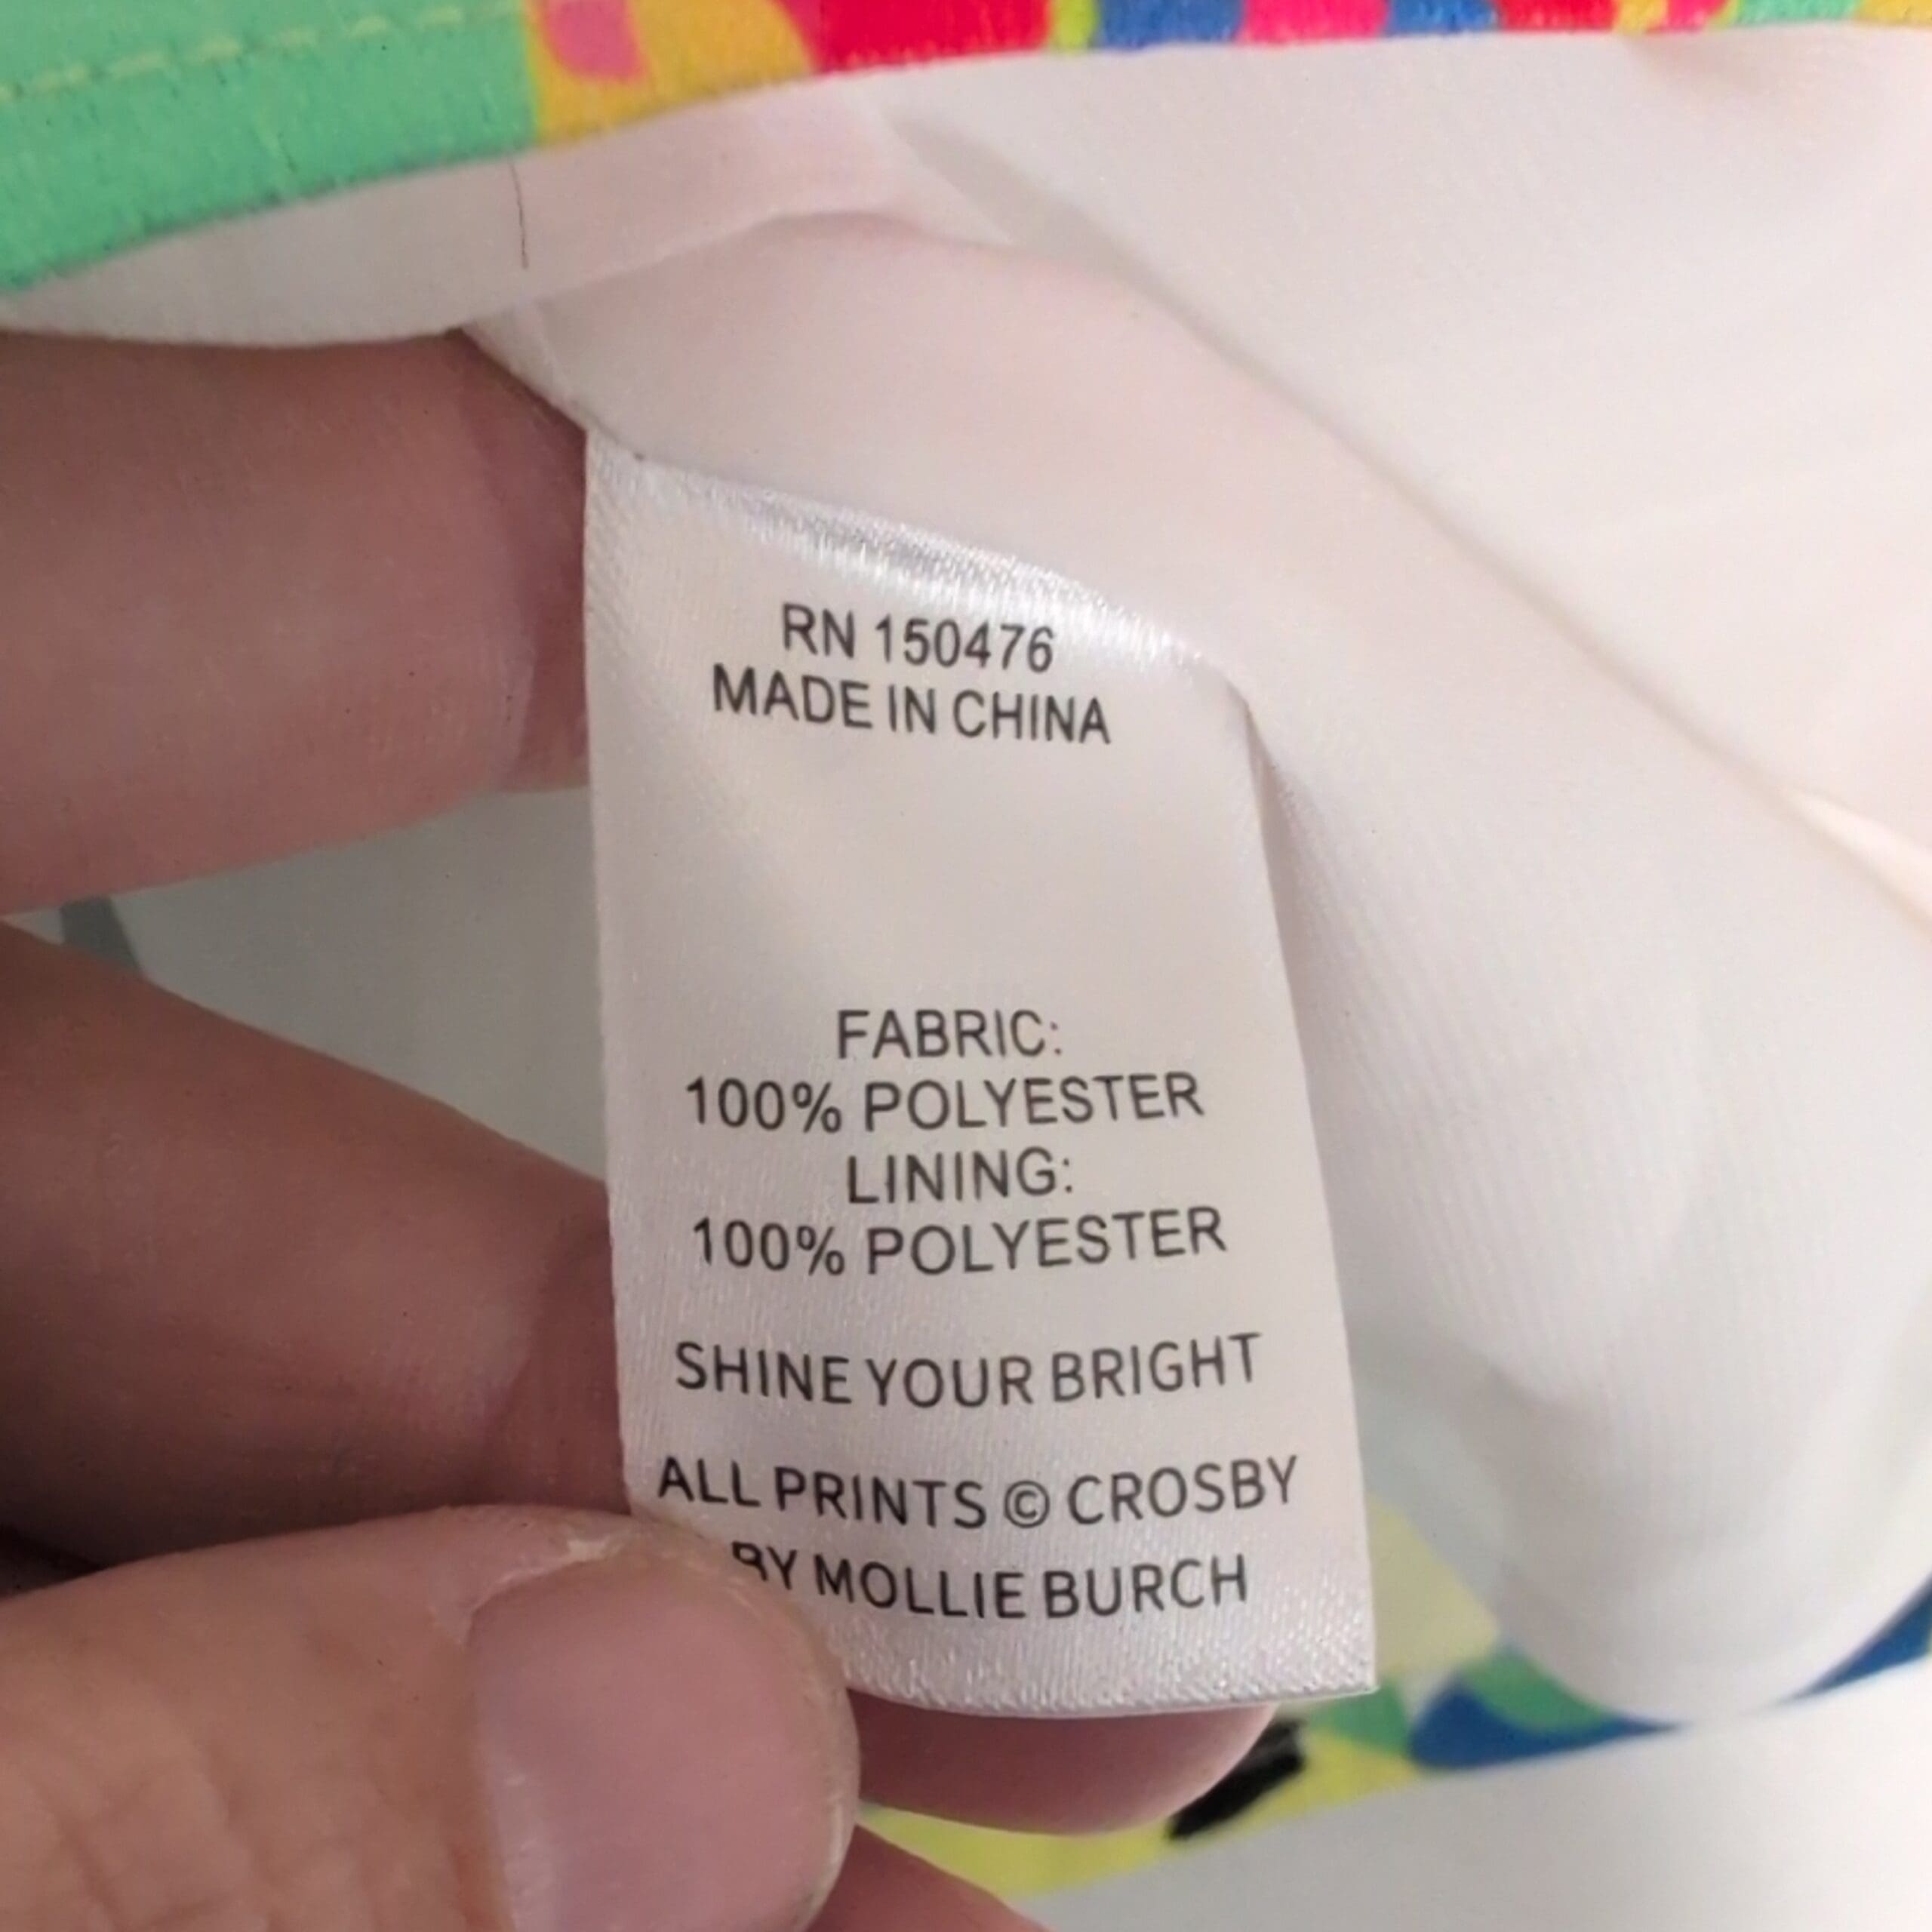 RN 150476
MADE IN CHINA
FABRIC:
100% POLYESTER
LINING:
100% POLYESTER
SHINE YOUR BRIGHT
ALL PRINTS © CROSBY
BY MOLLIE BURCH